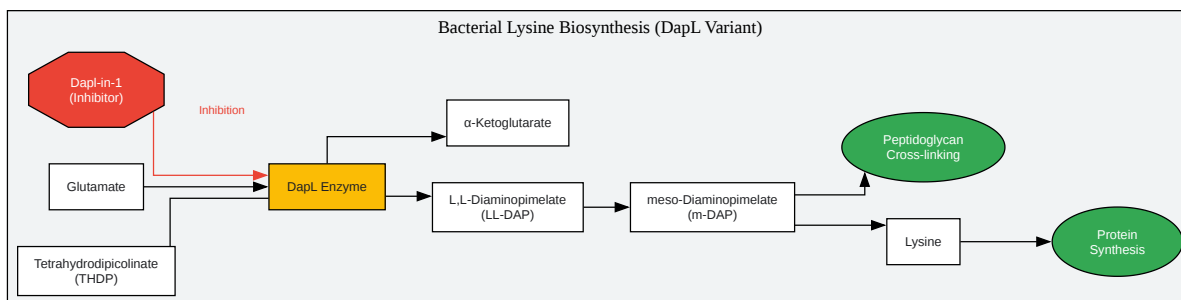 Bacterial Lysine Biosynthesis (DapL Variant)
Dapl-in-1
(Inhibitor)
Inhibition
α-Ketoglutarate
Peptidoglycan
Cross-linking
Glutamate
DapL Enzyme
L,L-Diaminopimelate
(LL-DAP)
meso-Diaminopimelate
(m-DAP)
Lysine
Protein
Synthesis
Tetrahydrodipicolinate
(THDP)